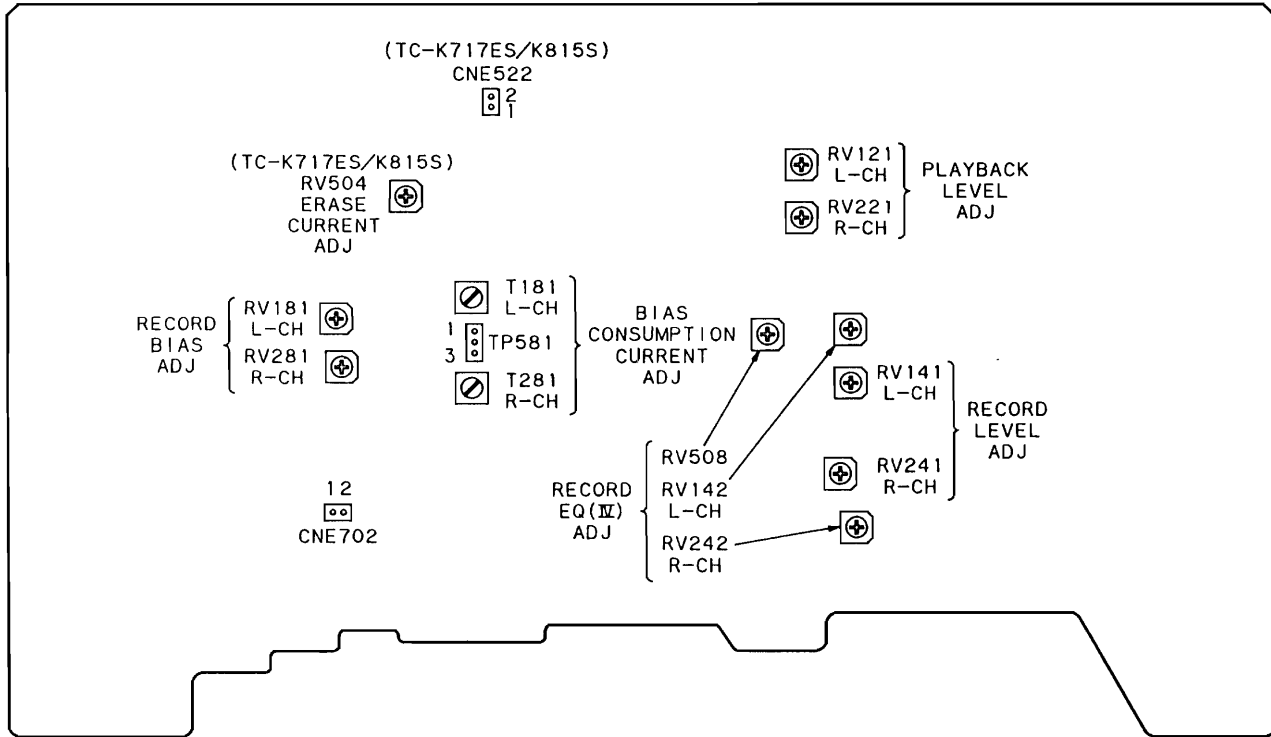 (TC-K717ES/K815S)
CNE522
2
1
(TC-K717ES/K815S)
RV504
ERASE
CURRENT
ADJ
RV121
L-CH
RV221
R-CH
PLAYBACK
LEVEL
ADJ
RECORD
BIAS
ADJ
RV181
L-CH
RV281
R-CH
T181
L-CH
1
3
TP581
T281
R-CH
BIAS
CONSUMPTION
CURRENT
ADJ
RV141
L-CH
RV241
R-CH
RECORD
LEVEL
ADJ
RECORD
EQ(Ⅳ)
ADJ
RV508
RV142
L-CH
RV242
R-CH
12
CNE702